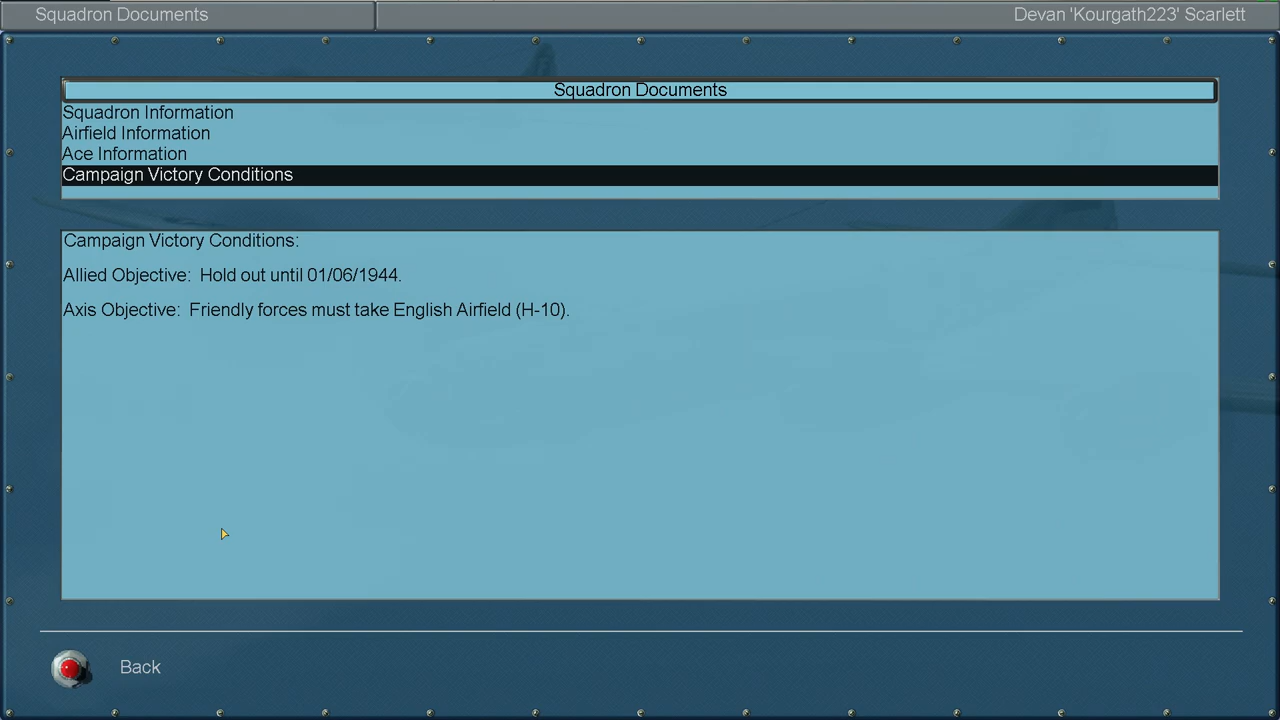 Squadron Documents
Devan 'Kourgath223' Scarlett
Squadron Documents
Squadron Information
Airfield Information
Ace Information
Campaign Victory Conditions
Campaign Victory Conditions:
Allied Objective:  Hold out until 01/06/1944.
Axis Objective:  Friendly forces must take English Airfield (H-10).
Back